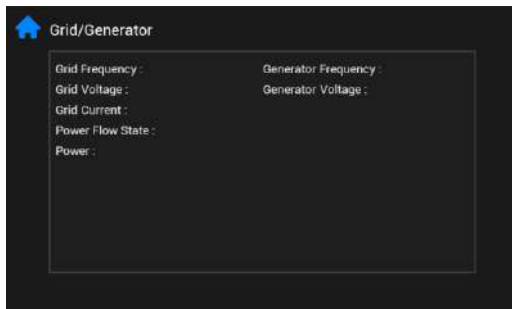 Grid/Generator
Grid Frequency :
Generator Frequency :
Grid Voltage :
Generator Voltage :
Grid Current :
Power Flow State :
Power :